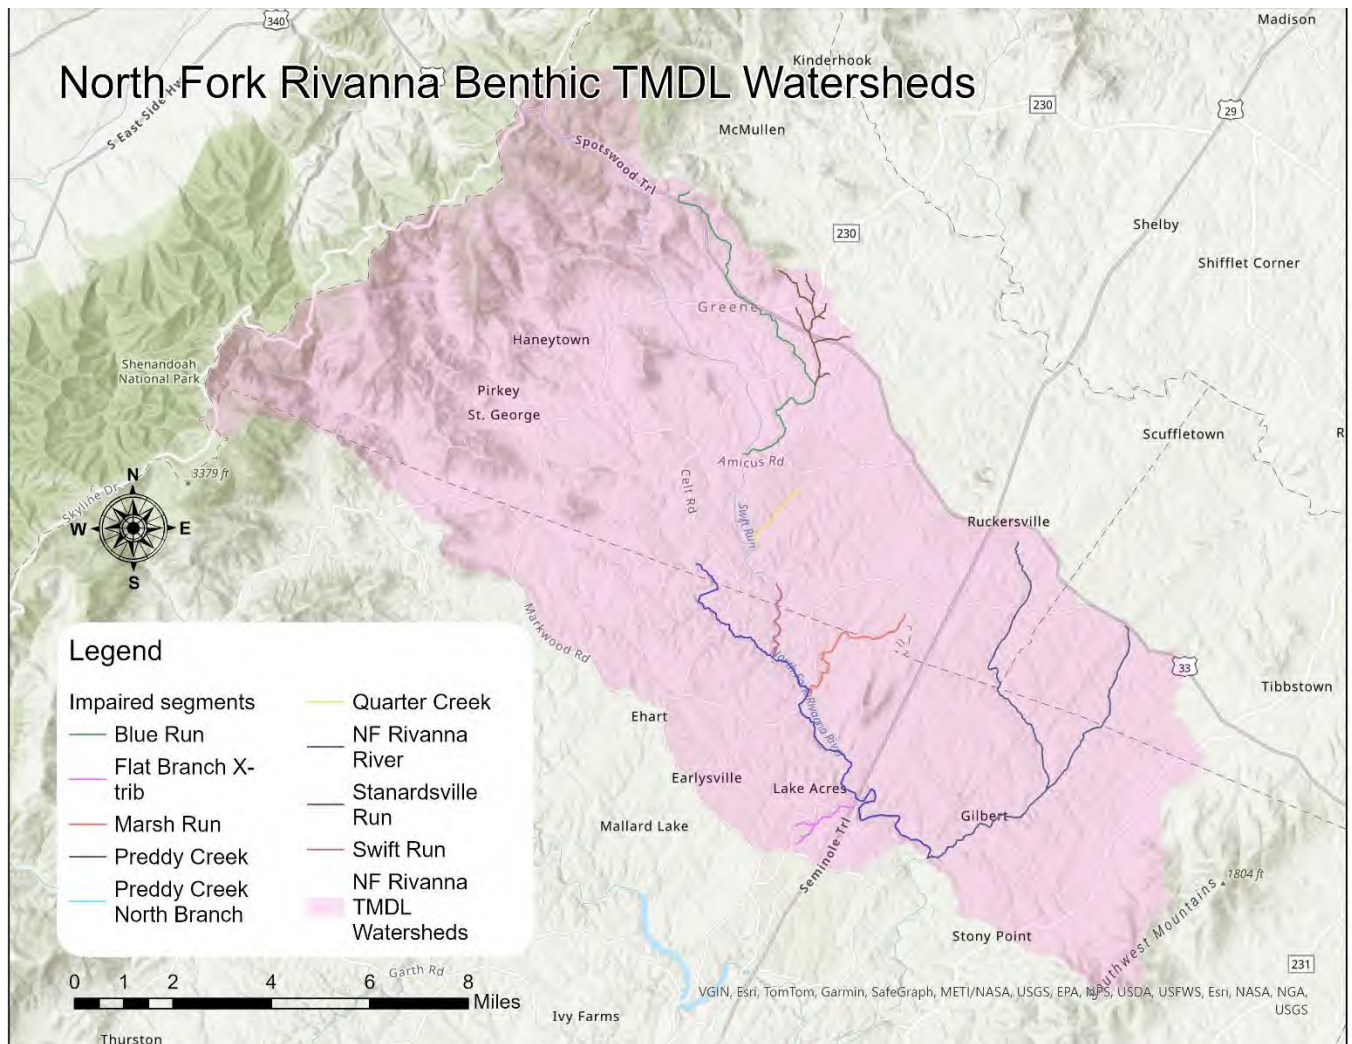 340
Madison
Kinderhook
North Fork Rivanna Benthic TMDL Watersheds
S East Side Hwy
230
29
McMullen
Spotswood Trl
230
Shelby
Shifflet Corner
Greene
Haneytown
Shenandoah
National Park
Pirkey
St. George
Scuffletown
R
Amicus Rd
3379 ft
N
Skyline Dr
Celt Rd
W
E
Swift Run
Ruckersville
S
Markwood Rd
North Fork Rivanna River
33
Tibbstown
Ehart
Earlysville
Lake Acres
Gilbert
Mallard Lake
Seminole Trl
1804 ft
Southwest Mountains
Stony Point
231
Legend
Impaired segments
Blue Run
Flat Branch X-
trib
Marsh Run
Preddy Creek
Preddy Creek
North Branch
Quarter Creek
NF Rivanna
River
Stanardsville
Run
Swift Run
NF Rivanna
TMDL
Watersheds
Garth Rd
0 1 2 4 6 8
Miles
VGIN, Esri, TomTom, Garmin, SafeGraph, METI/NASA, USGS, EPA, NPS, USDA, USFWS, Esri, NASA, NGA,
USGS
Ivy Farms
Thurston